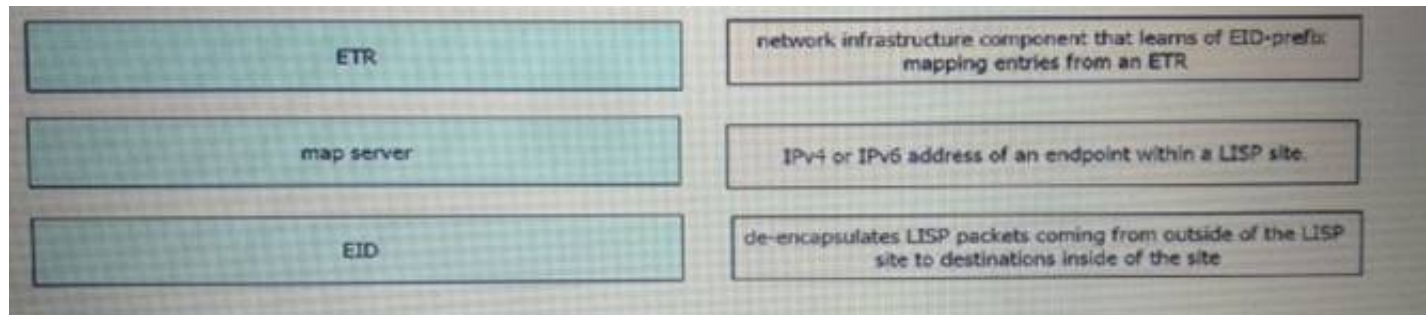 ETR
network infrastructure component that learns of EID-prefix
mapping entries from an ETR
map server
IPv4 or IPv6 address of an endpoint within a LISP site.
EID
de-encapsulates LISP packets coming from outside of the LISP
site to destinations inside of the site